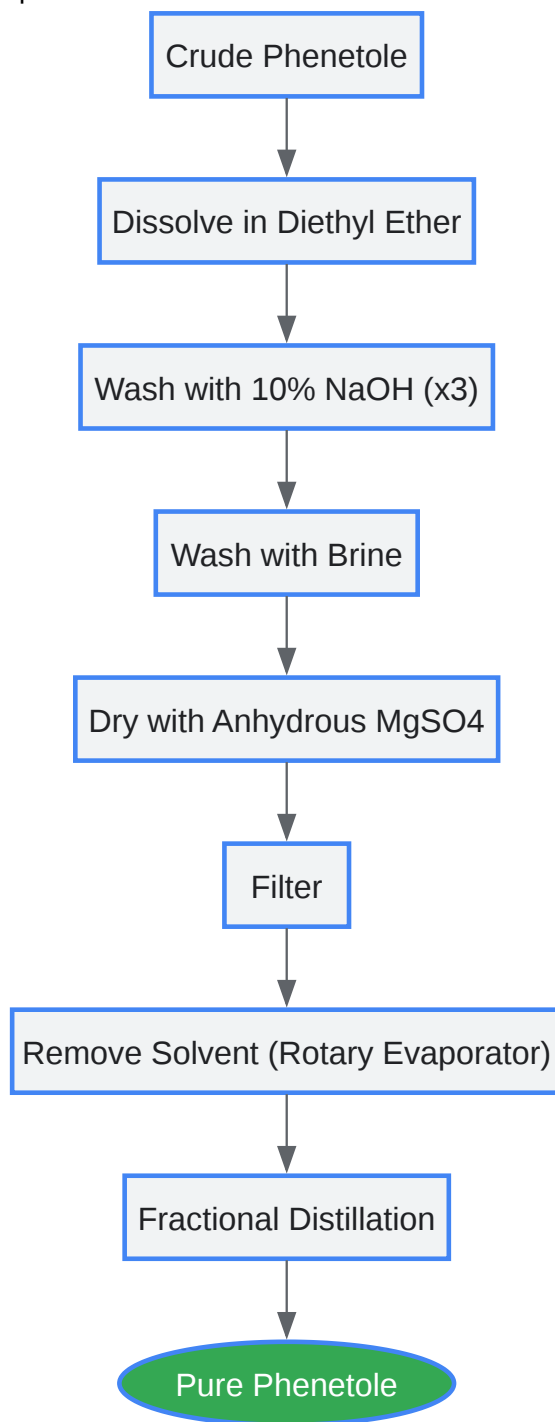 Crude Phenetole
Dissolve in Diethyl Ether
Wash with 10% NaOH (x3)
Wash with Brine
Dry with Anhydrous MgSO4
Filter
Remove Solvent (Rotary Evaporator)
Fractional Distillation
Pure Phenetole